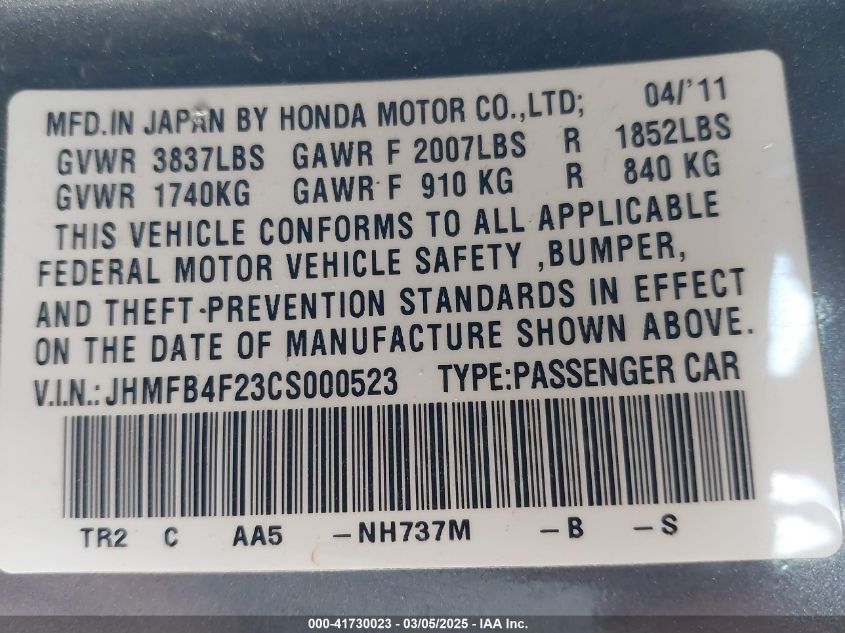 MFD.IN JAPAN BY HONDA MOTOR CO.,LTD; 04/'11
GVWR 3837LBS GAWR F 2007LBS R 1852LBS
GVWR 1740KG GAWR F 910 KG R 840 KG
THIS VEHICLE CONFORMS TO ALL APPLICABLE
FEDERAL MOTOR VEHICLE SAFETY ,BUMPER,
AND THEFT-PREVENTION STANDARDS IN EFFECT
ON THE DATE OF MANUFACTURE SHOWN ABOVE.
V.I.N.:JHMFB4F23CS000523 TYPE:PASSENGER CAR
TR2 C AA5 -NH737M -B -S
000-41730023 - 03/05/2025 - IAA Inc.